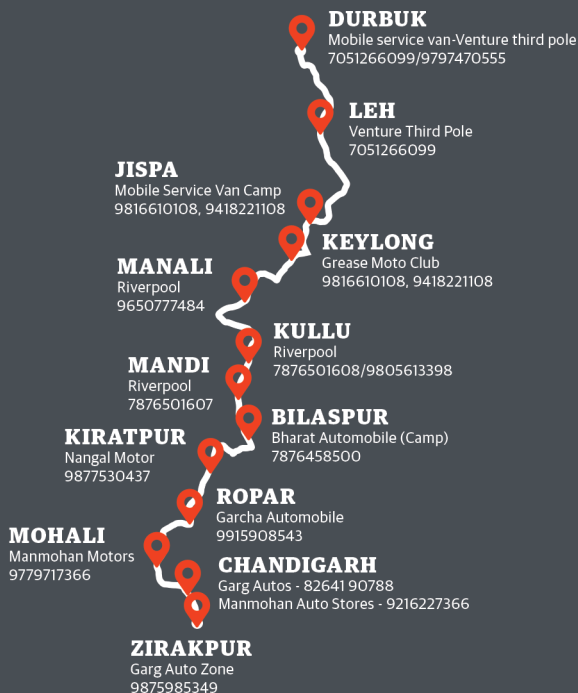 DURBUK
Mobile service van-Venture third pole
7051266099/9797470555
LEH
Venture Third Pole
7051266099
JISPA
Mobile Service Van Camp
9816610108, 9418221108
KEYLONG
Grease Moto Club
9816610108, 9418221108
MANALI
Riverpool
9650777484
KULLU
Riverpool
7876501608/9805613398
MANDI
Riverpool
7876501607
BILASPUR
Bharat Automobile (Camp)
7876458500
KIRATPUR
Nangal Motor
9877530437
ROPAR
Garcha Automobile
9915908543
MOHALI
Manmohan Motors
9779717366
CHANDIGARH
Garg Autos - 82641 90788
Manmohan Auto Stores - 9216227366
ZIRAKPUR
Garg Auto Zone
9875985349